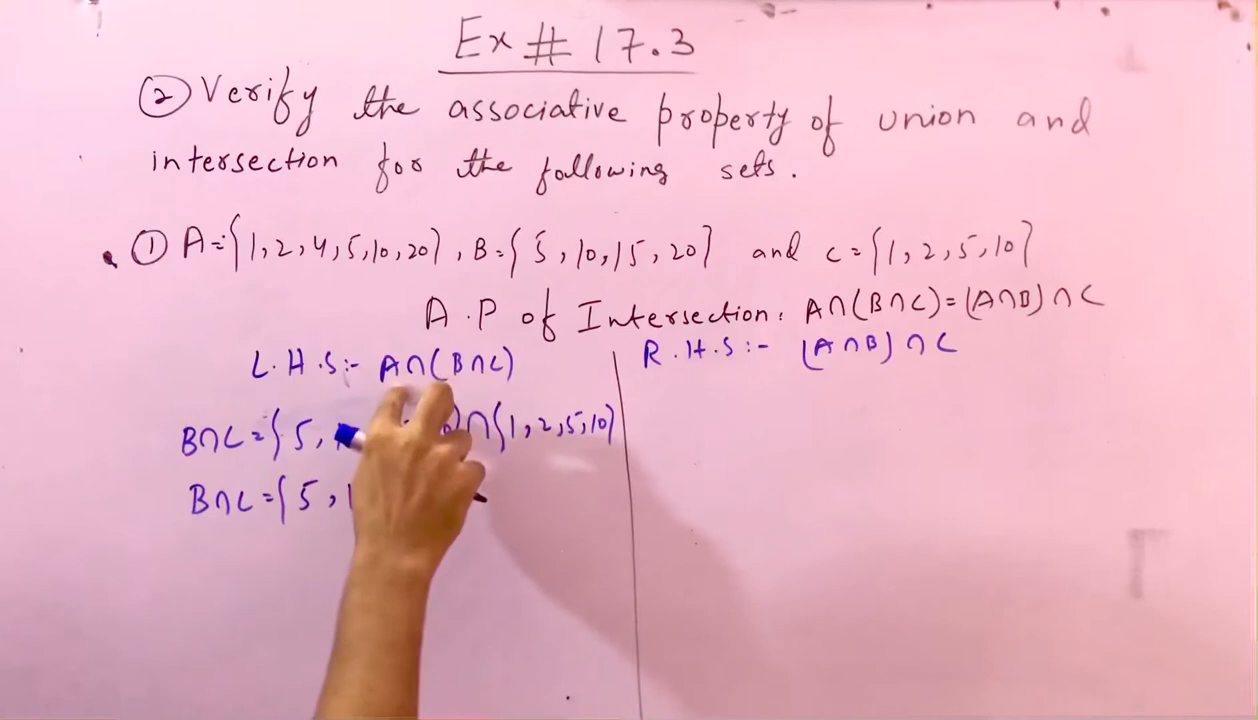 Ex # 17.3
② Verify the associative property of union and
intersection for the following sets.
① A={1,2,4,5,10,20}, B={5,10,15,20} and C={1,2,5,10}
A.P of Intersection: A∩(B∩C)=(A∩B)∩C
L.H.S:- A∩(B∩C)
B∩C={5, ∩{1,2,5,10}
B∩C={5,
R.H.S:- (A∩B)∩C